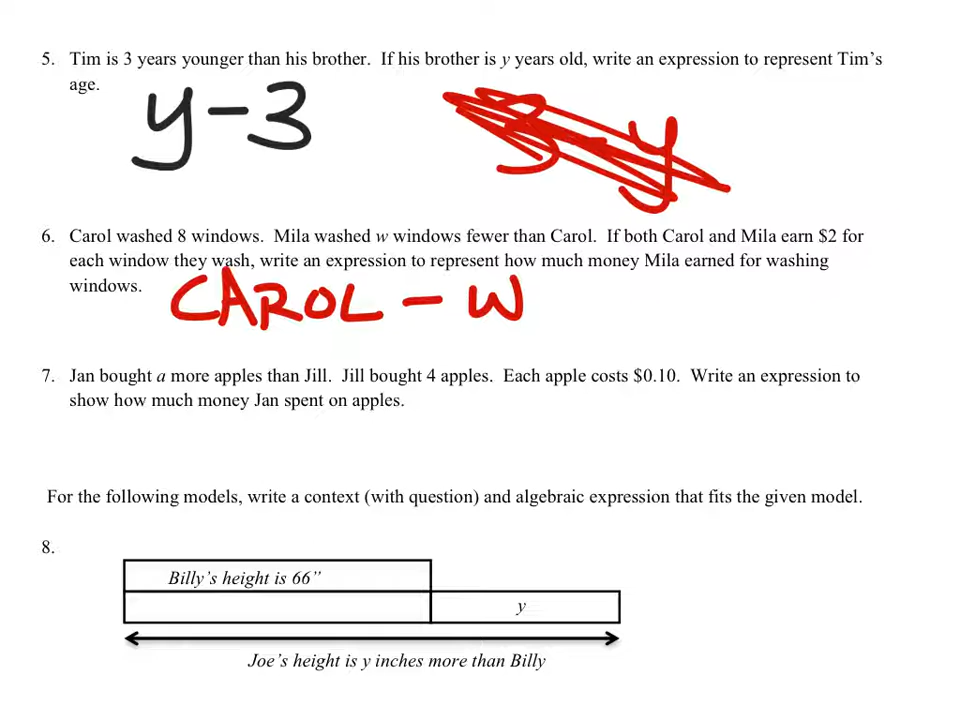 5. Tim is 3 years younger than his brother. If his brother is y years old, write an expression to represent Tim's
age.
y-3
3-y
6. Carol washed 8 windows. Mila washed w windows fewer than Carol. If both Carol and Mila earn $2 for
each window they wash, write an expression to represent how much money Mila earned for washing
windows.
CAROL - W
7. Jan bought a more apples than Jill. Jill bought 4 apples. Each apple costs $0.10. Write an expression to
show how much money Jan spent on apples.
For the following models, write a context (with question) and algebraic expression that fits the given model.
8.
Billy's height is 66"
y
Joe's height is y inches more than Billy